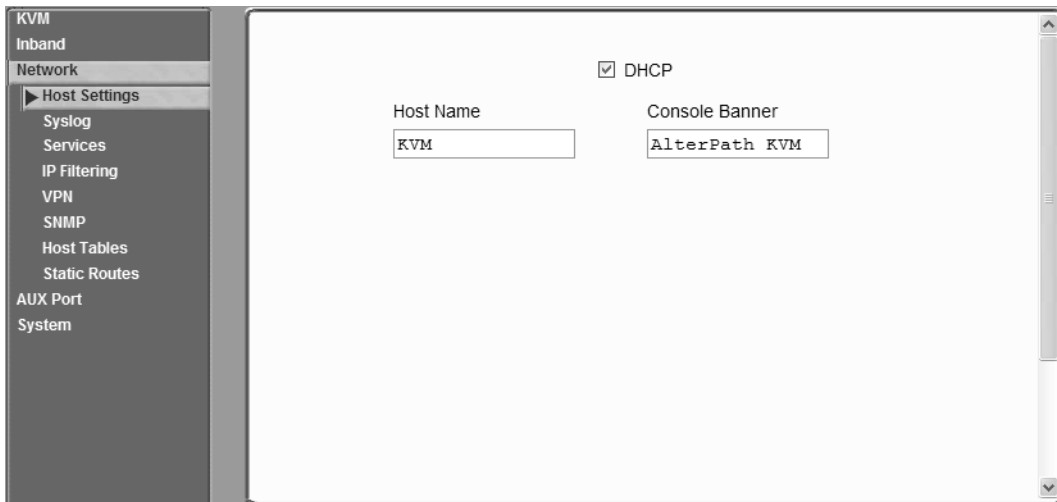 KVM
Inband
Network
Host Settings
Syslog
Services
IP Filtering
VPN
SNMP
Host Tables
Static Routes
AUX Port
System
DHCP
Host Name
Console Banner
KVM
AlterPath KVM